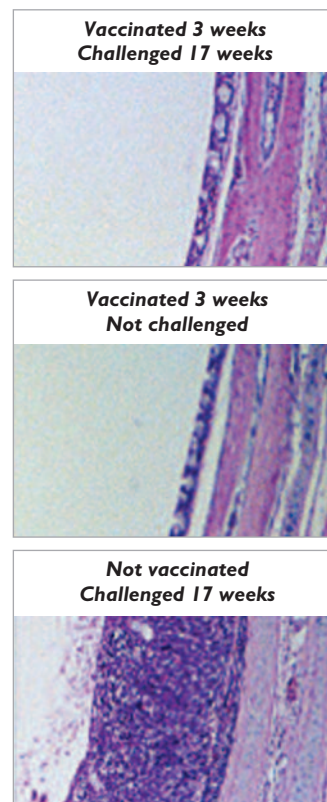 Vaccinated 3 weeks
Challenged 17 weeks
Vaccinated 3 weeks
Not challenged
Not vaccinated
Challenged 17 weeks